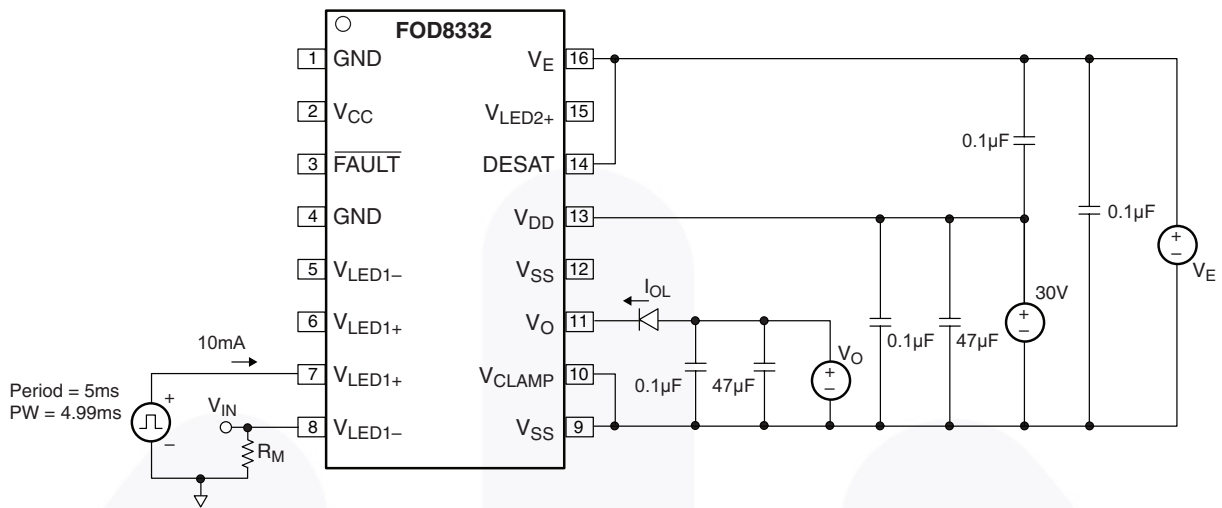 FOD8332
1 GND
2 VCC
3 FAULT
4 GND
5 VLED1–
6 VLED1+
7 VLED1+
8 VLED1–
VE 16
VLED2+ 15
DESAT 14
VDD 13
VSS 12
VO 11
VCLAMP 10
VSS 9
10mA
Period = 5ms
PW = 4.99ms
+
–
VIN
RM
IOL
0.1μF
47μF
VO
+
–
0.1μF
47μF
30V
+
–
0.1μF
0.1μF
+
–
VE